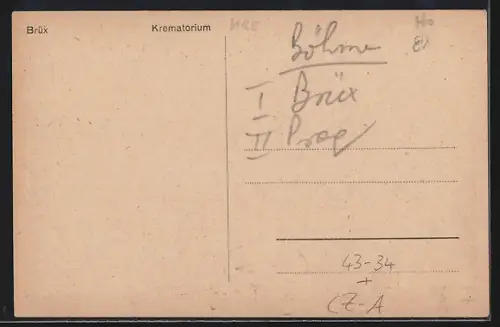 Brüx Krematorium
Böhmen
I Brüx
II Prag
43-34
+
CZ-A